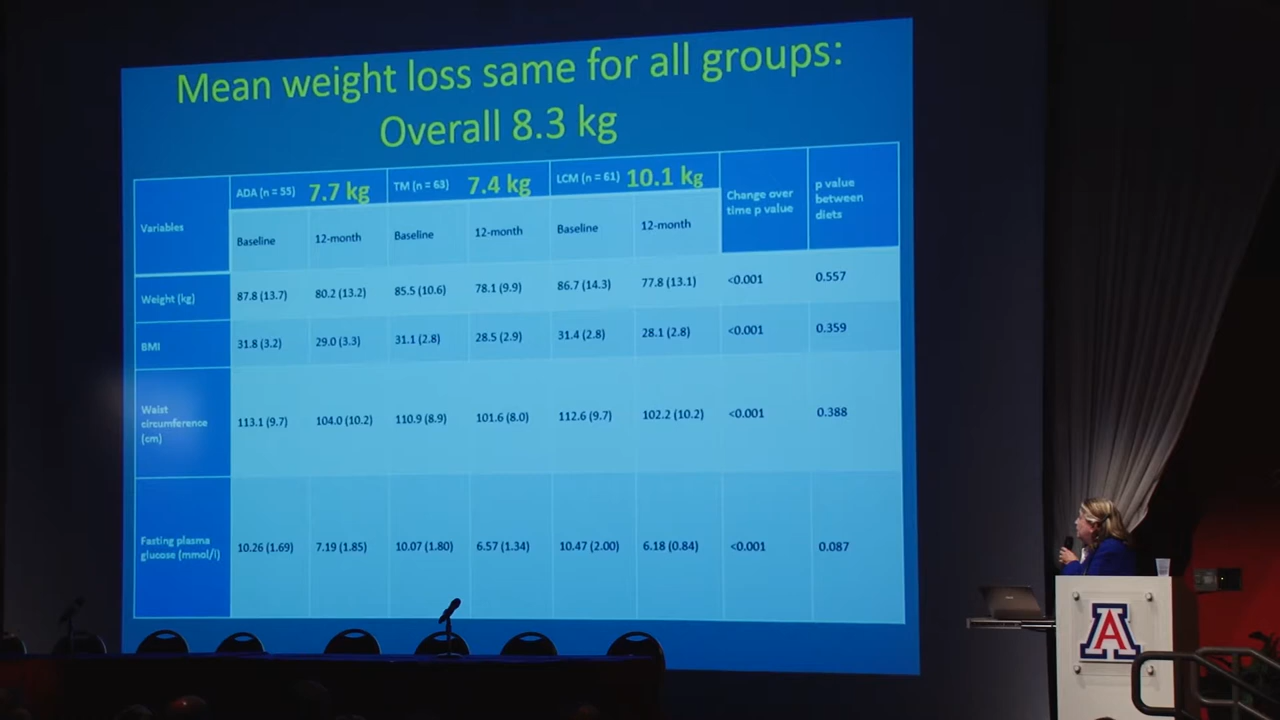 Mean weight loss same for all groups:
Overall 8.3 kg
Variables
ADA (n = 55) 7.7 kg
TM (n = 63) 7.4 kg
LCM (n = 61) 10.1 kg
Change over
time p value
p value
between
diets
Baseline 12-month Baseline 12-month Baseline 12-month
Weight (kg) 87.8 (13.7) 80.2 (13.2) 85.5 (10.6) 78.1 (9.9) 86.7 (14.3) 77.8 (13.1) <0.001 0.557
BMI 31.8 (3.2) 29.0 (3.3) 31.1 (2.8) 28.5 (2.9) 31.4 (2.8) 28.1 (2.8) <0.001 0.359
Waist
circumference
(cm)
113.1 (9.7) 104.0 (10.2) 110.9 (8.9) 101.6 (8.0) 112.6 (9.7) 102.2 (10.2) <0.001 0.388
Fasting plasma
glucose (mmol/l)
10.26 (1.69) 7.19 (1.85) 10.07 (1.80) 6.57 (1.34) 10.47 (2.00) 6.18 (0.84) <0.001 0.087
A